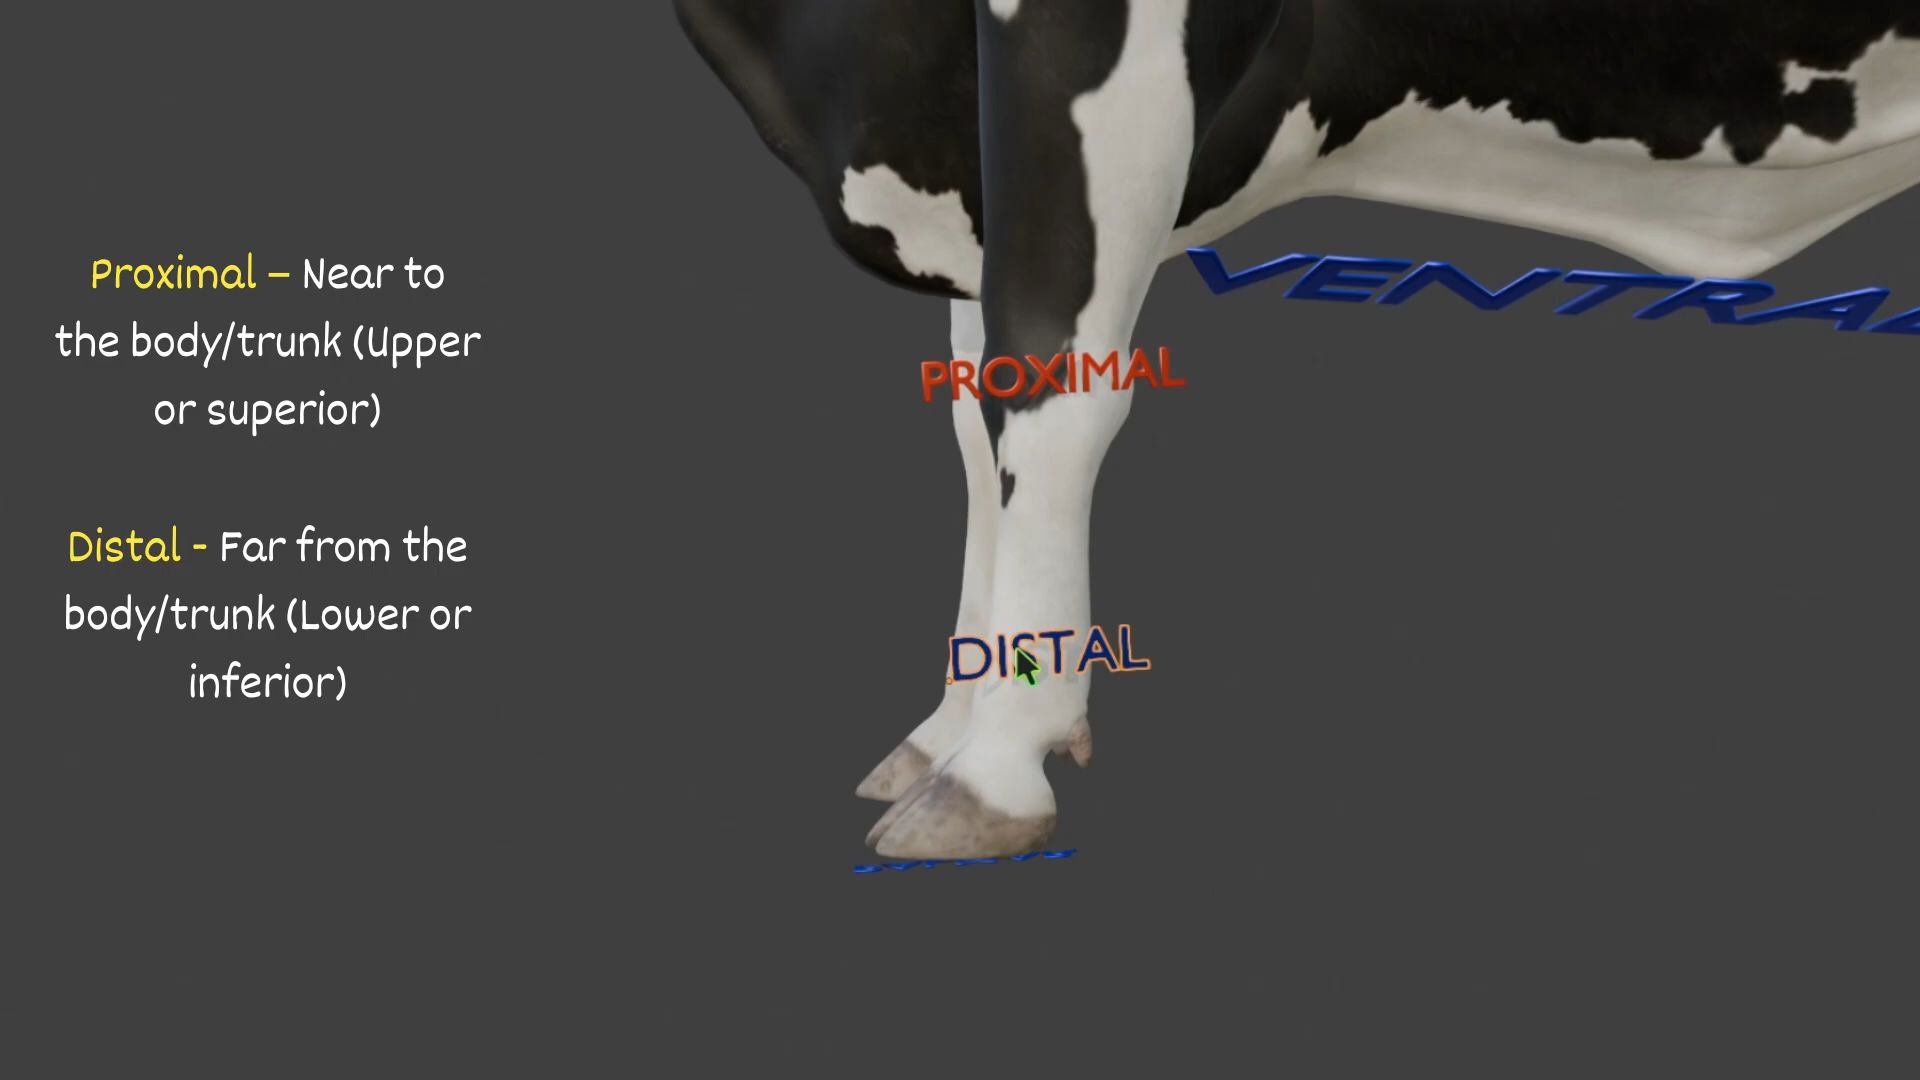 Proximal – Near to
the body/trunk (Upper
or superior)
Distal - Far from the
body/trunk (Lower or
inferior)
PROXIMAL
DISTAL